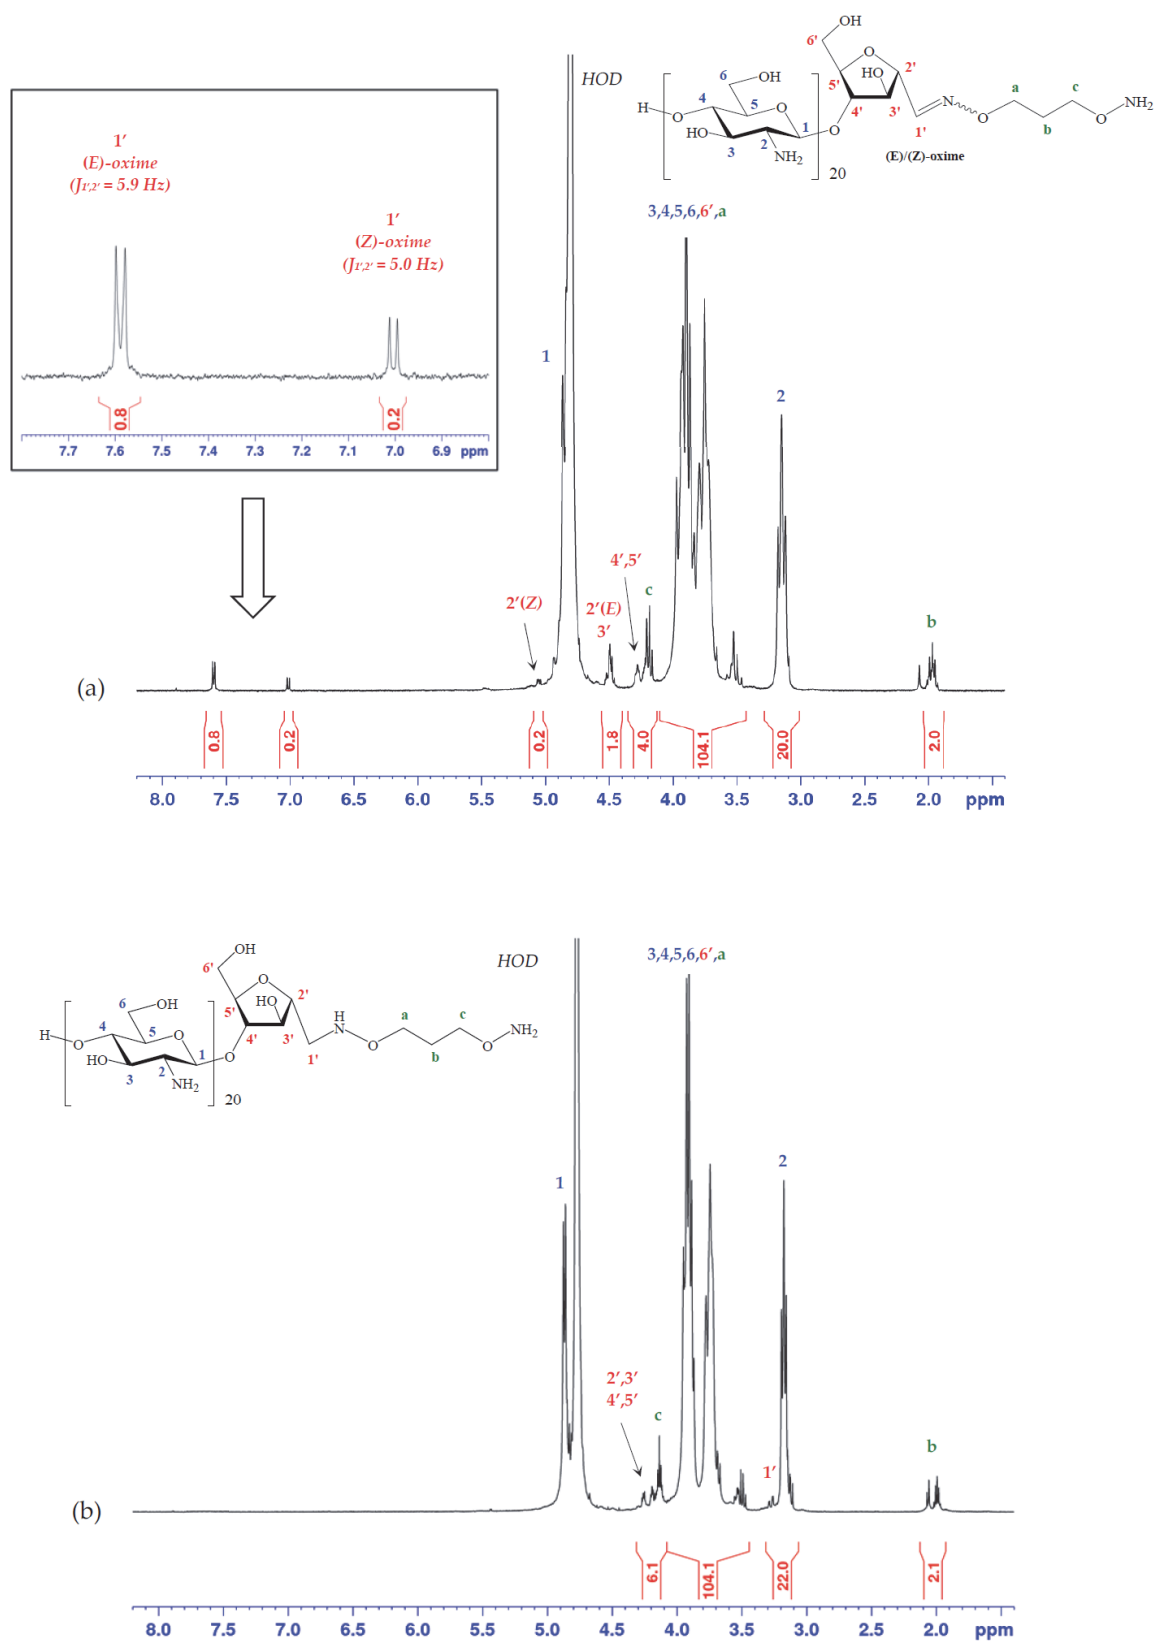 OH
6'
HOD
6
OH
O
2'
HO
5'
a
c
H
4
5
O
N
NH2
O
1
4'
3'
O
b
O
HO
3
2
O
1'
NH2
(E)/(Z)-oxime
20
1'
(E)-oxime
(J1',2' = 5.9 Hz)
1'
(Z)-oxime
(J1',2' = 5.0 Hz)
0.8
0.2
7.7 7.6 7.5 7.4 7.3 7.2 7.1 7.0 6.9 ppm
3,4,5,6,6',a
1
2
4',5'
c
2'(Z)
2'(E)
3'
b
(a)
0.8 0.2 0.2 1.8 4.0 104.1 20.0 2.0
8.0 7.5 7.0 6.5 6.0 5.5 5.0 4.5 4.0 3.5 3.0 2.5 2.0 ppm
OH
6'
HOD
3,4,5,6,6',a
6
OH
O
2'
HO
5'
H
N
a
c
NH2
H
O
4
5
O
1
O
4'
3'
1'
O
b
O
HO
3
2
NH2
20
1
2
2',3'
4',5'
c
1'
b
(b)
6.1 104.1 22.0 2.1
8.0 7.5 7.0 6.5 6.0 5.5 5.0 4.5 4.0 3.5 3.0 2.5 2.0 ppm